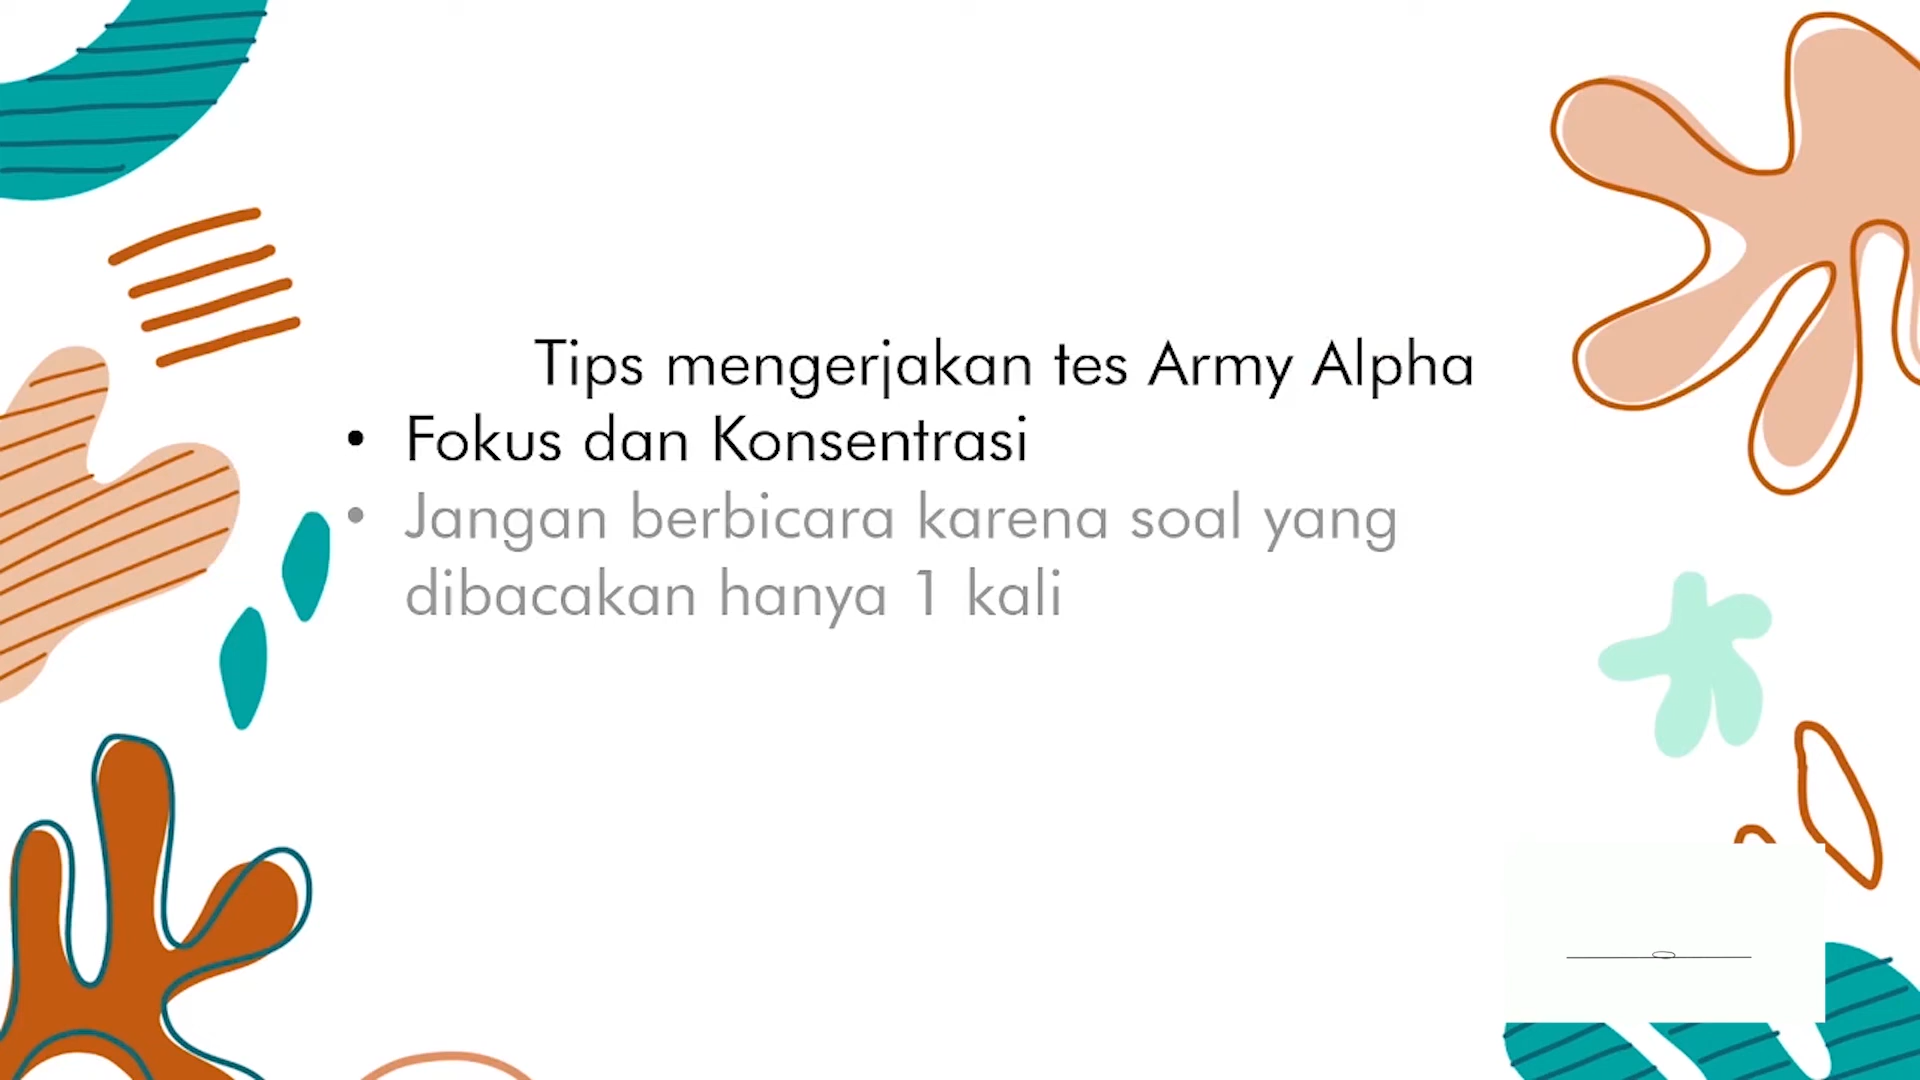 Tips mengerjakan tes Army Alpha
• Fokus dan Konsentrasi
• Jangan berbicara karena soal yang
dibacakan hanya 1 kali